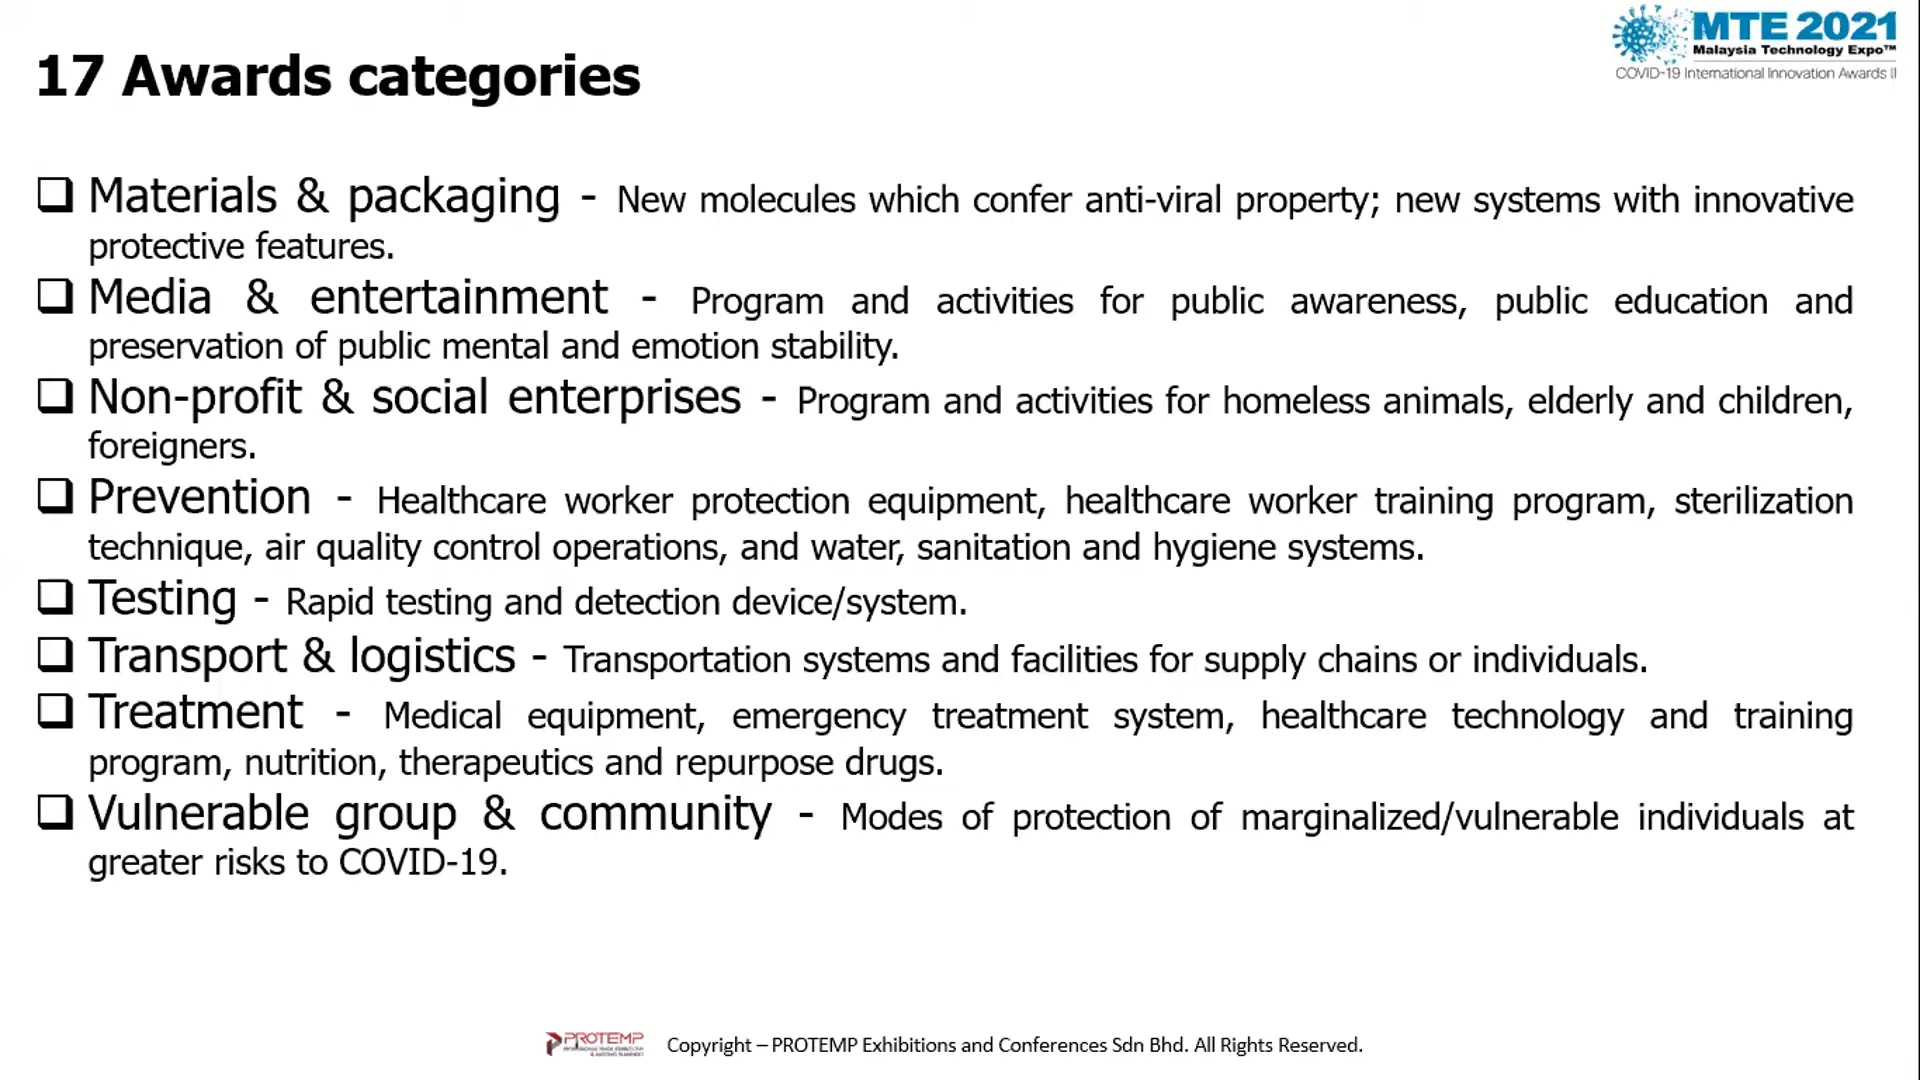 MTE 2021
Malaysia Technology Expo™
COVID-19 International Innovation Awards II
17 Awards categories
❑ Materials & packaging - New molecules which confer anti-viral property; new systems with innovative
protective features.
❑ Media & entertainment - Program and activities for public awareness, public education and
preservation of public mental and emotion stability.
❑ Non-profit & social enterprises - Program and activities for homeless animals, elderly and children,
foreigners.
❑ Prevention - Healthcare worker protection equipment, healthcare worker training program, sterilization
technique, air quality control operations, and water, sanitation and hygiene systems.
❑ Testing - Rapid testing and detection device/system.
❑ Transport & logistics - Transportation systems and facilities for supply chains or individuals.
❑ Treatment - Medical equipment, emergency treatment system, healthcare technology and training
program, nutrition, therapeutics and repurpose drugs.
❑ Vulnerable group & community - Modes of protection of marginalized/vulnerable individuals at
greater risks to COVID-19.
PROTEMP
Copyright – PROTEMP Exhibitions and Conferences Sdn Bhd. All Rights Reserved.